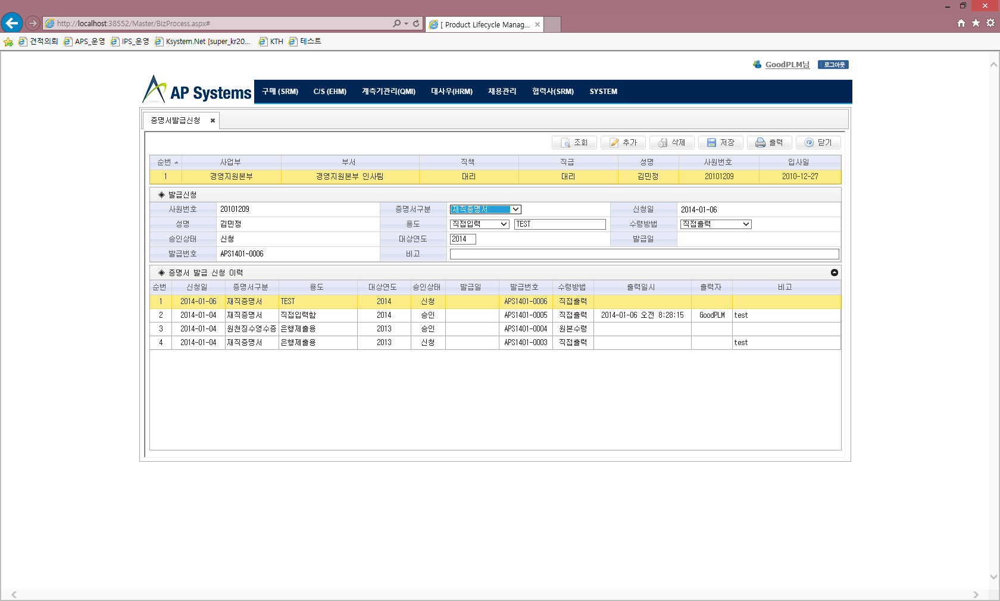 http://localhost:38552/Master/BizProcess.aspx#
[ Product Lifecycle Manag...
견적의뢰 APS_운영 IPS_운영 Ksystem.Net [super_kr20... KTH 테스트
GoodPLM님 로그아웃
AP Systems 구매 (SRM) C/S (EHM) 계측기관리(QMI) 대사우(HRM) 채용관리 협력사(SRM) SYSTEM
증명서발급신청
조회 추가 삭제 저장 출력 닫기
순번 사업부 부서 직책 직급 성명 사원번호 입사일
1 경영지원본부 경영지원본부 인사팀 대리 대리 김민정 20101209 2010-12-27
◈ 발급신청
사원번호 20101209 증명서구분 재직증명서 신청일 2014-01-06
성명 김민정 용도 직접입력 TEST 수령방법 직접출력
승인상태 신청 대상연도 2014 발급일
발급번호 APS1401-0006 비고
◈ 증명서 발급 신청 이력
순번 신청일 증명서구분 용도 대상연도 승인상태 발급일 발급번호 수령방법 출력일시 출력자 비고
1 2014-01-06 재직증명서 TEST 2014 신청 APS1401-0006 직접출력
2 2014-01-04 재직증명서 직접입력함 2014 승인 APS1401-0005 직접출력 2014-01-06 오전 8:28:15 GoodPLM test
3 2014-01-04 원천징수영수증 은행제출용 2013 승인 APS1401-0004 원본수령
4 2014-01-04 재직증명서 은행제출용 2013 신청 APS1401-0003 직접출력 test